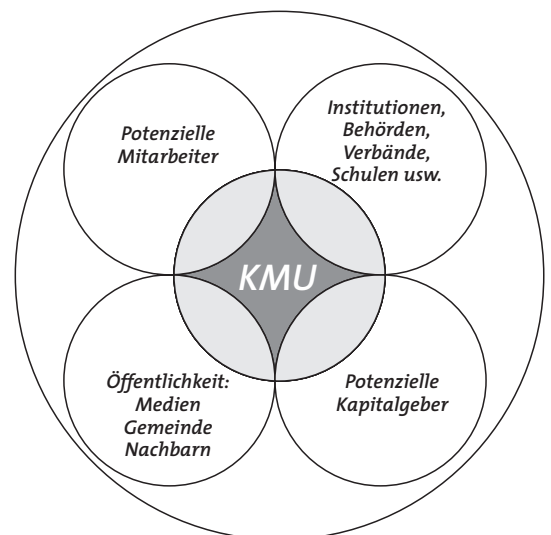 Potenzielle
Mitarbeiter
Institutionen,
Behörden,
Verbände,
Schulen usw.
KMU
Öffentlichkeit:
Medien
Gemeinde
Nachbarn
Potenzielle
Kapitalgeber